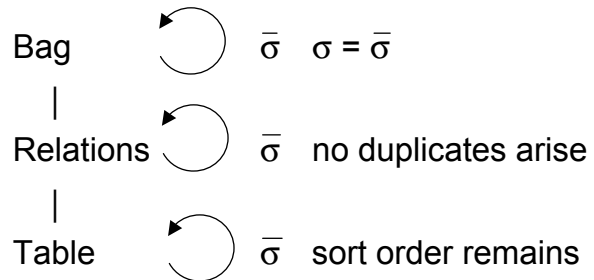 Bag σ̅ σ = σ̅
|
Relations σ̅ no duplicates arise
|
Table σ̅ sort order remains